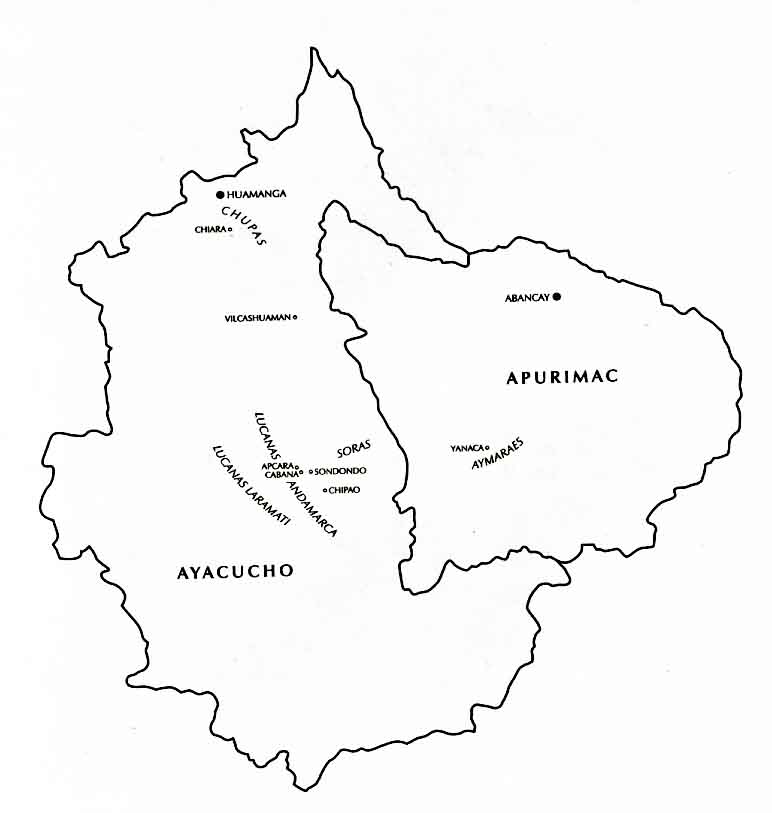 HUAMANGA
CHUPAS
CHIARA
ABANCAY
VILCASHUAMAN
APURIMAC
LUCANAS ANDAMARCA
SORAS
YANACA
AYMARAES
LUCANAS LARAMATI
APCARA
CABANA
SONDONDO
CHIPAO
AYACUCHO